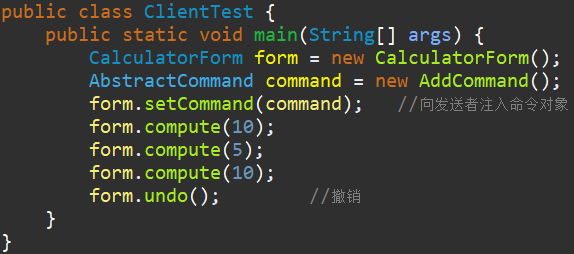 public class ClientTest {
    public static void main(String[] args) {
        CalculatorForm form = new CalculatorForm();
        AbstractCommand command = new AddCommand();
        form.setCommand(command);   //向发送者注入命令对象
        form.compute(10);
        form.compute(5);
        form.compute(10);
        form.undo();        //撤销
    }
}